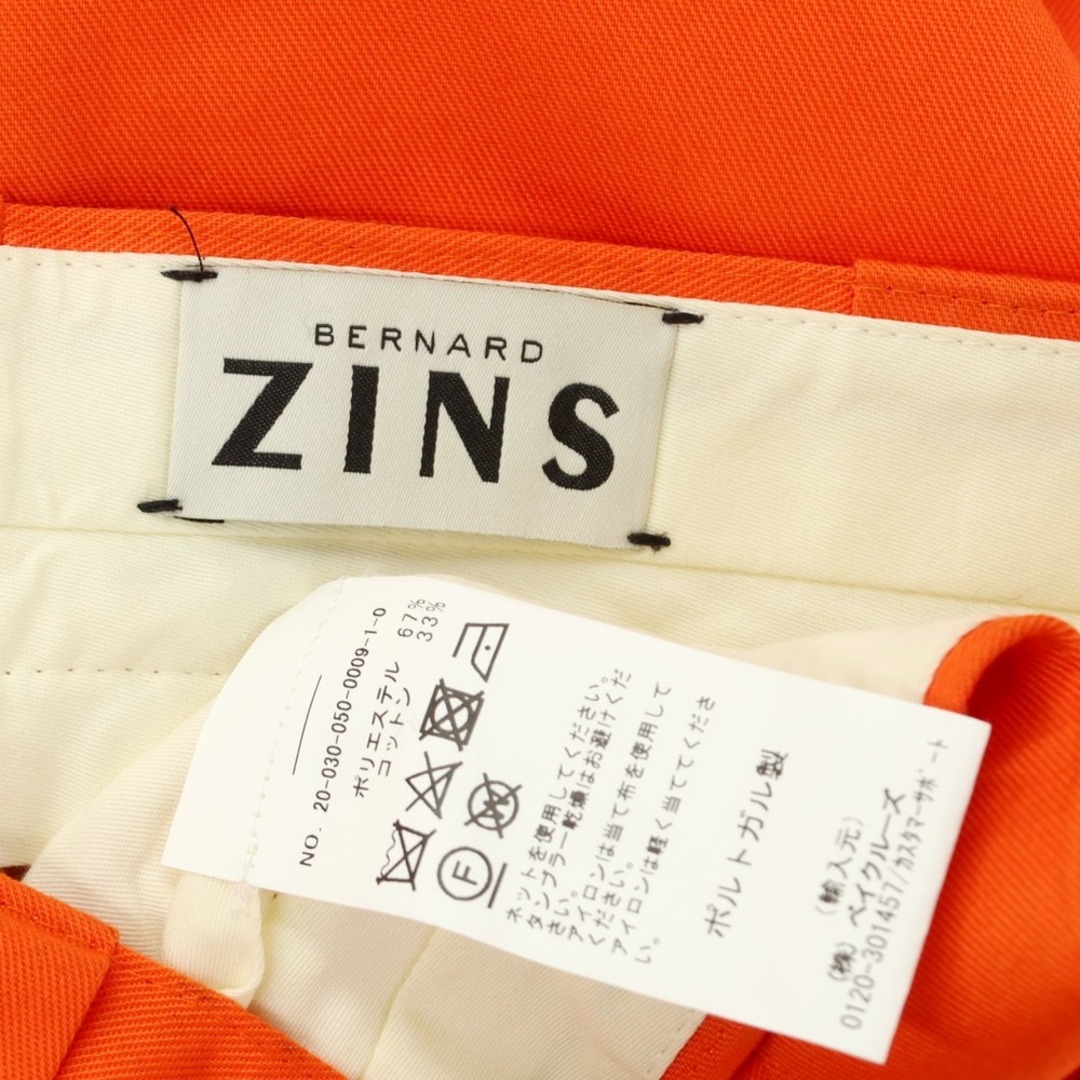 BERNARD
ZINS
NO. 20-030-050-0009-1-0
ポリエステル 67%
コットン 33%
F
ネットを使用してください。
タンブラー乾燥はお避けくだ
さい。
アイロンは当て布を使用して
ください。
アイロンは軽く当ててくださ
い。
ポルトガル製
(輸入元)
(株) ベイクルーズ
0120-301457/カスタマーサポート